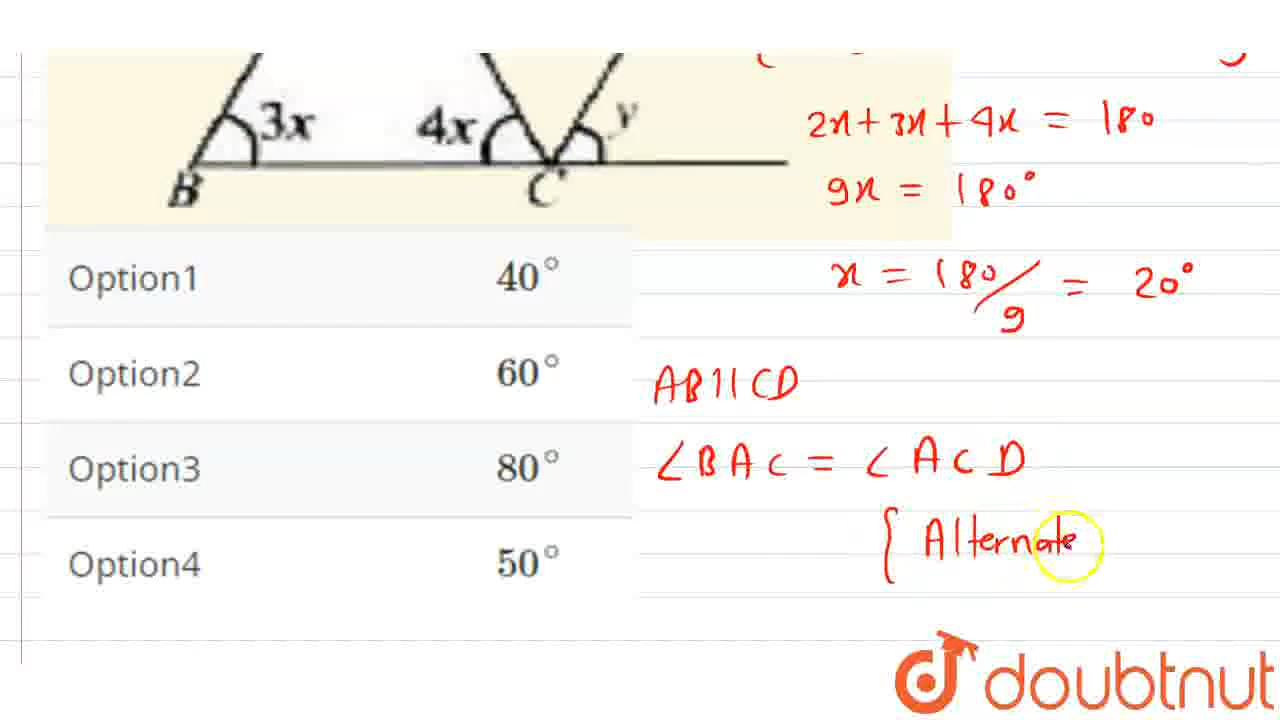 3x 4x y
B C
2x + 3x + 4x = 180
9x = 180°
x = 180/9 = 20°
Option1 40°
Option2 60°
Option3 80°
Option4 50°
AB || CD
∠BAC = ∠ACD
{ Alternate
doubtnut